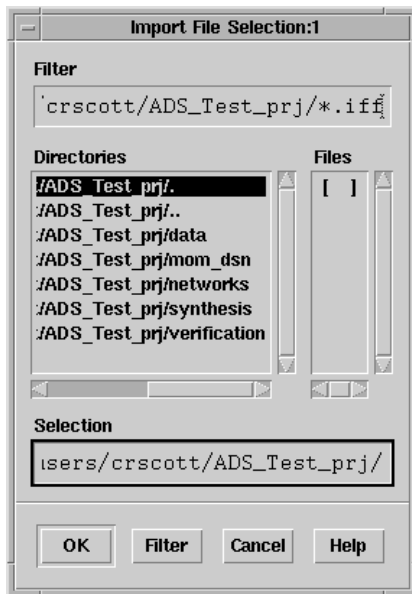 Import File Selection:1
Filter
crscott/ADS_Test_prj/*.iff
Directories
Files
:/ADS_Test_prj/.
[ ]
:/ADS_Test_prj/..
:/ADS_Test_prj/data
:/ADS_Test_prj/mom_dsn
:/ADS_Test_prj/networks
:/ADS_Test_prj/synthesis
:/ADS_Test_prj/verification
Selection
users/crscott/ADS_Test_prj/
OK
Filter
Cancel
Help